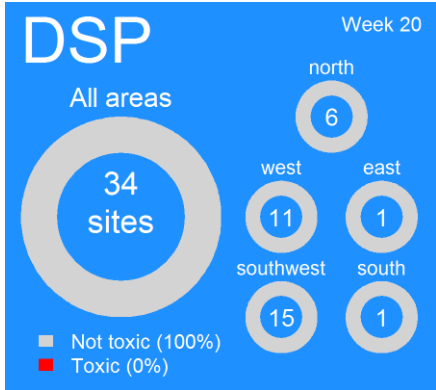 DSP
Week 20
All areas
34
sites
north
6
west
11
east
1
southwest
15
south
1
Not toxic (100%)
Toxic (0%)